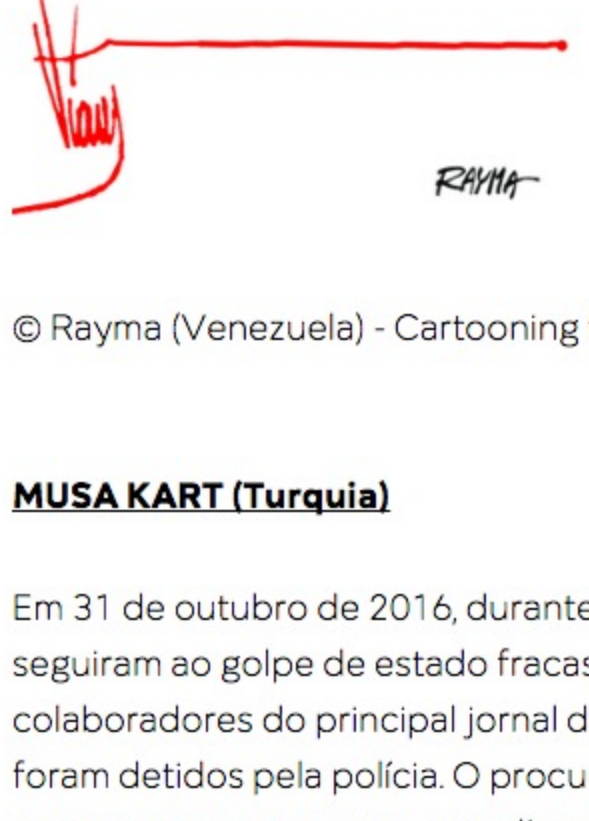 RAYMA
© Rayma (Venezuela) - Cartooning
MUSA KART (Turquia)
Em 31 de outubro de 2016, durante
seguiram ao golpe de estado fracas
colaboradores do principal jornal d
foram detidos pela polícia. O procu